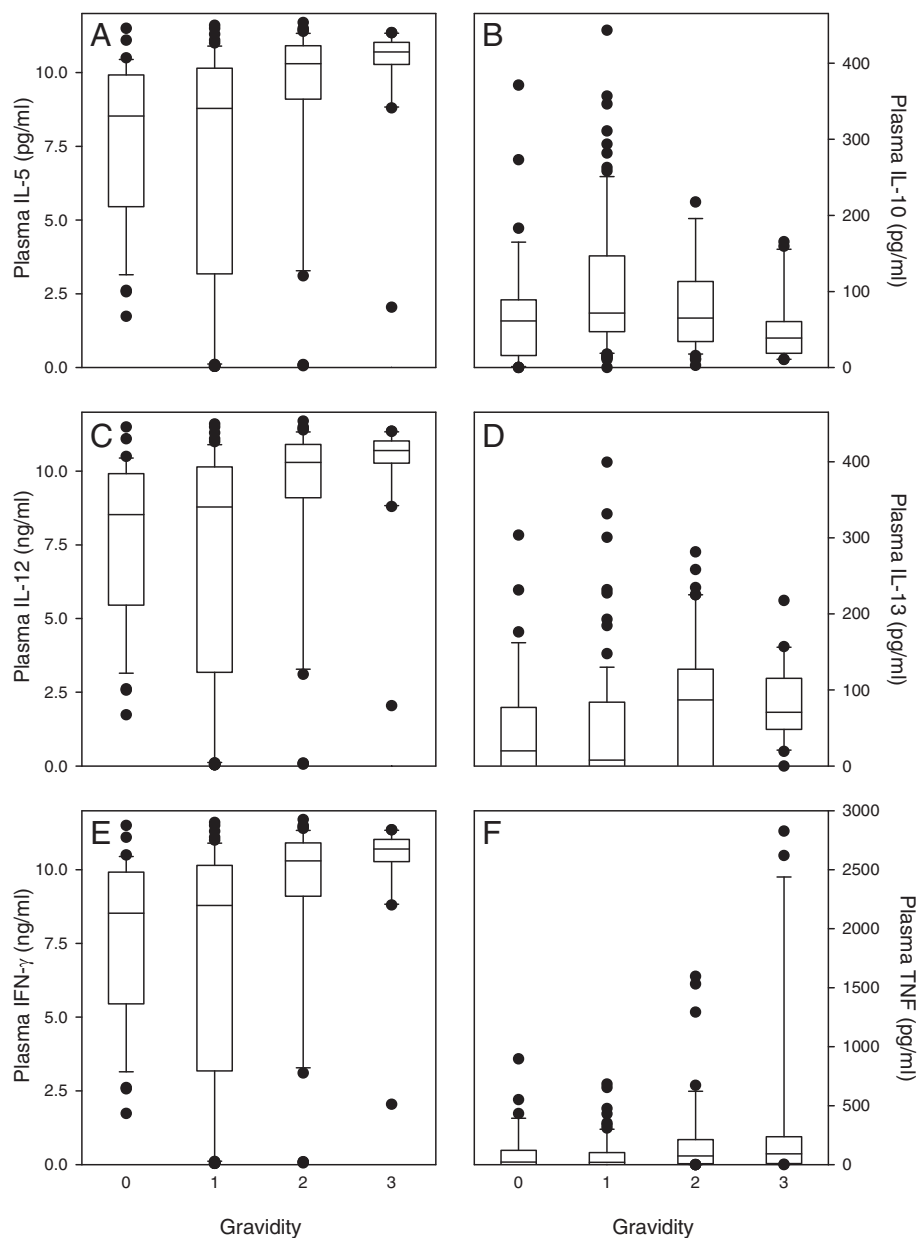 A
10.0
7.5
5.0
2.5
0.0
Plasma IL-5 (pg/ml)
B
400
300
200
100
0
Plasma IL-10 (pg/ml)
C
10.0
7.5
5.0
2.5
0.0
Plasma IL-12 (ng/ml)
D
400
300
200
100
0
Plasma IL-13 (pg/ml)
E
10.0
7.5
5.0
2.5
0.0
Plasma IFN-γ (ng/ml)
0 1 2 3
Gravidity
F
3000
2500
2000
1500
1000
500
0
Plasma TNF
(pg/ml)
0 1 2 3
Gravidity